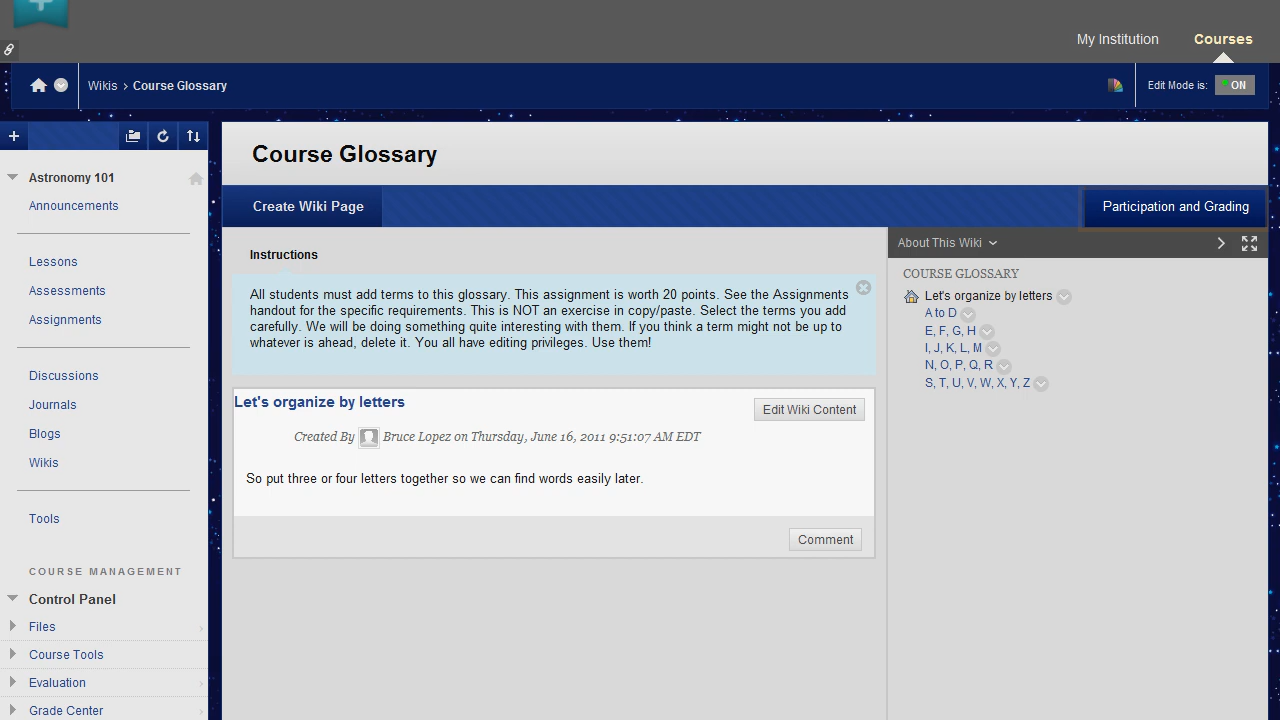 My Institution
Courses
Wikis > Course Glossary
Edit Mode is: ON
Astronomy 101
Announcements
Lessons
Assessments
Assignments
Discussions
Journals
Blogs
Wikis
Tools
COURSE MANAGEMENT
Control Panel
Files
Course Tools
Evaluation
Grade Center
Course Glossary
Create Wiki Page
Participation and Grading
Instructions
All students must add terms to this glossary. This assignment is worth 20 points. See the Assignments
handout for the specific requirements. This is NOT an exercise in copy/paste. Select the terms you add
carefully. We will be doing something quite interesting with them. If you think a term might not be up to
whatever is ahead, delete it. You all have editing privileges. Use them!
Let's organize by letters
Edit Wiki Content
Created By Bruce Lopez on Thursday, June 16, 2011 9:51:07 AM EDT
So put three or four letters together so we can find words easily later.
Comment
About This Wiki
COURSE GLOSSARY
Let's organize by letters
A to D
E, F, G, H
I, J, K, L, M
N, O, P, Q, R
S, T, U, V, W, X, Y, Z